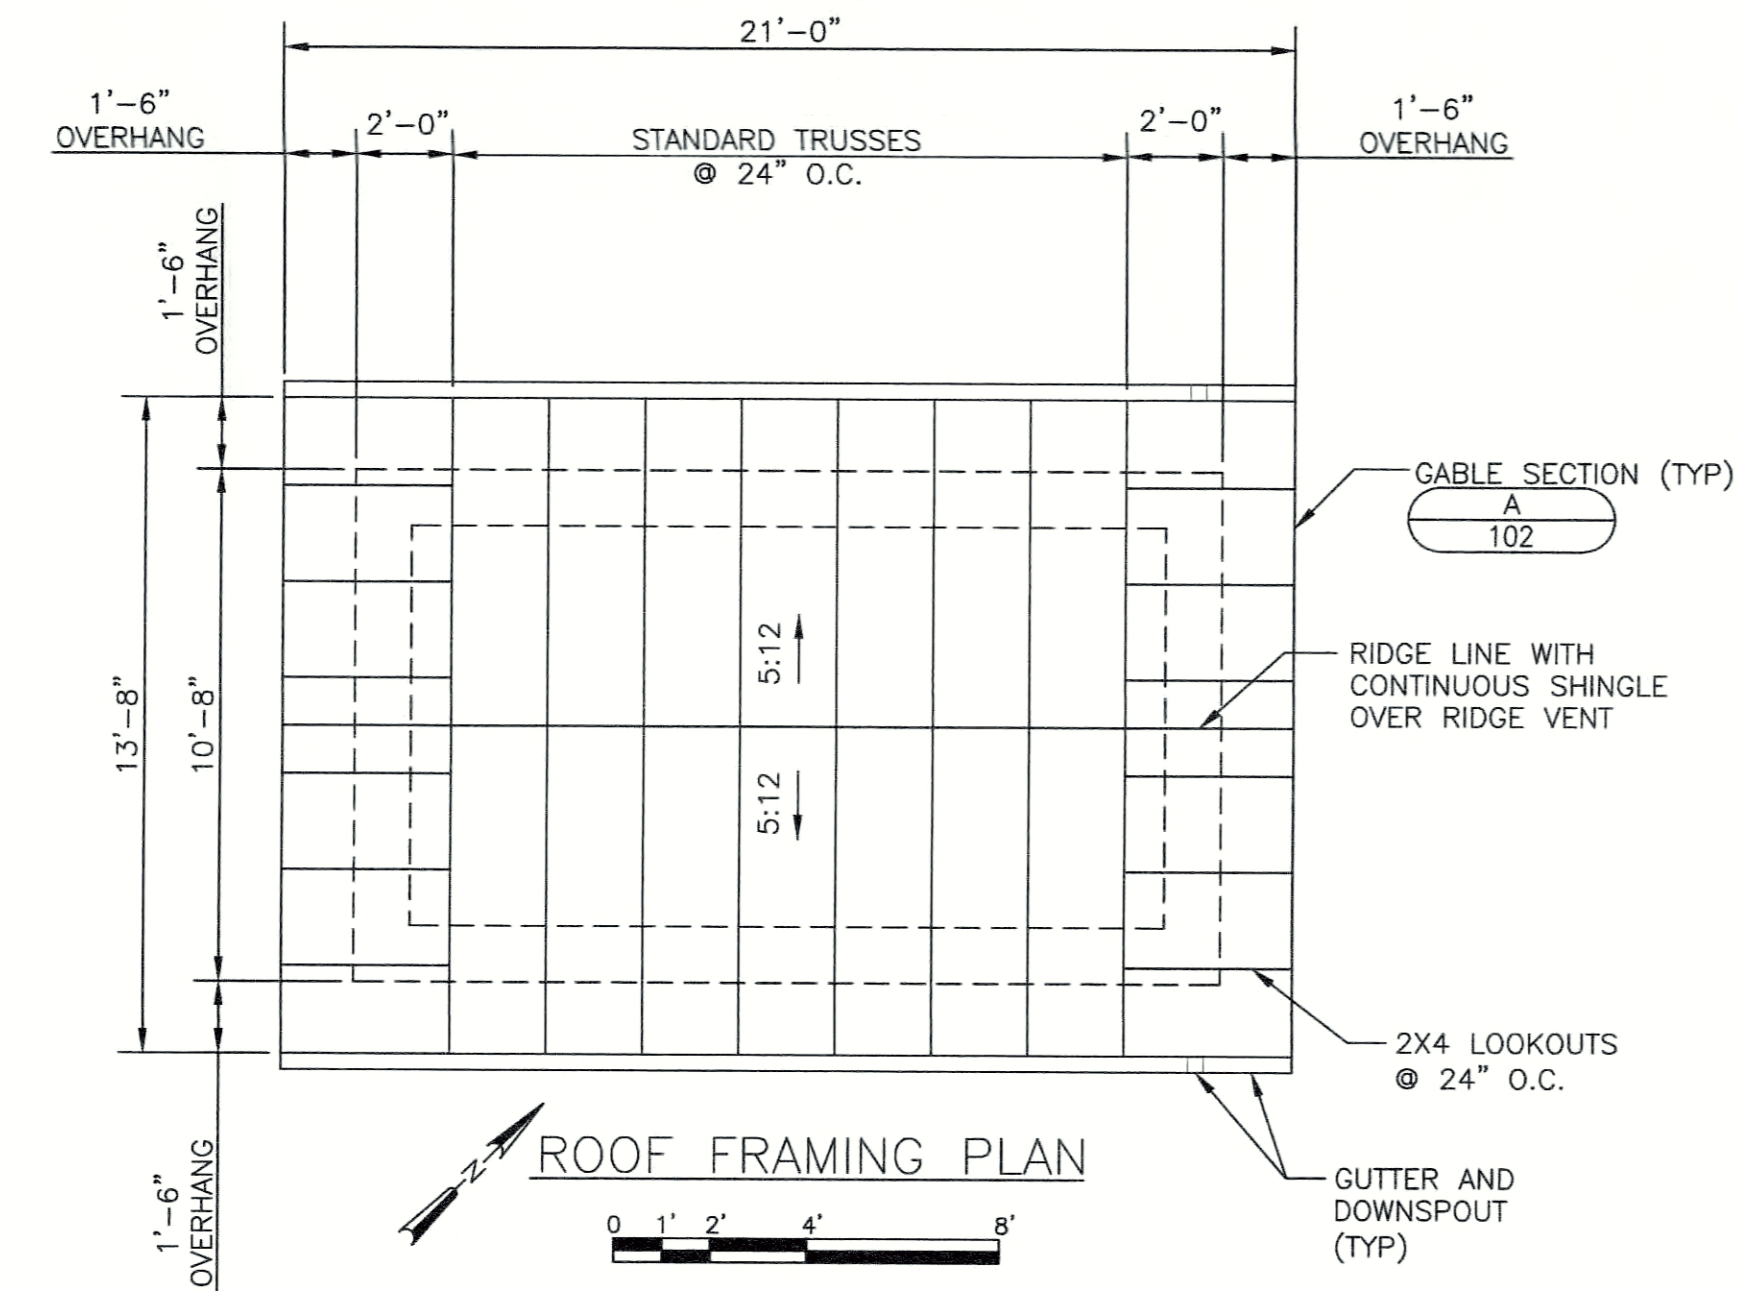 21'-0"
1'-6"
OVERHANG
2'-0"
STANDARD TRUSSES
@ 24" O.C.
2'-0"
1'-6"
OVERHANG
1'-6"
OVERHANG
GABLE SECTION (TYP)
A
102
13'-8"
10'-8"
5:12
5:12
RIDGE LINE WITH
CONTINUOUS SHINGLE
OVER RIDGE VENT
2X4 LOOKOUTS
@ 24" O.C.
1'-6"
OVERHANG
N
ROOF FRAMING PLAN
GUTTER AND
DOWNSPOUT
(TYP)
0 1' 2' 4' 8'